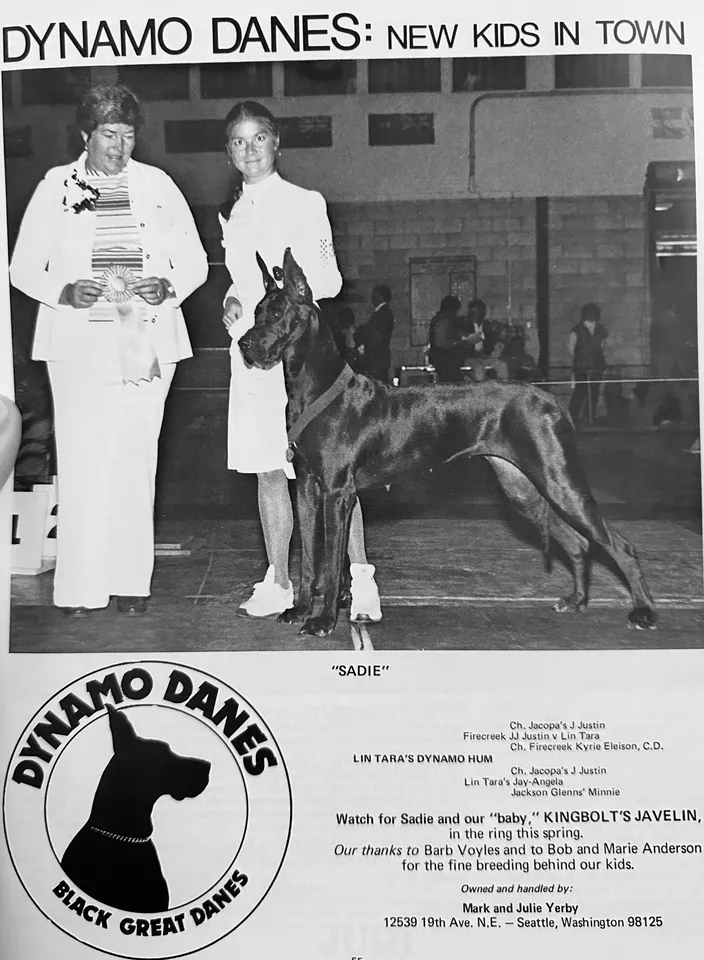 DYNAMO DANES: NEW KIDS IN TOWN
1 2
"SADIE"
Ch. Jacopa's J Justin
Firecreek JJ Justin v Lin Tara
Ch. Firecreek Kyrie Eleison, C.D.
LIN TARA'S DYNAMO HUM
Ch. Jacopa's J Justin
Lin Tara's Jay-Angela
Jackson Glenns' Minnie
Watch for Sadie and our "baby," KINGBOLT'S JAVELIN,
in the ring this spring.
Our thanks to Barb Voyles and to Bob and Marie Anderson
for the fine breeding behind our kids.
Owned and handled by:
Mark and Julie Yerby
12539 19th Ave. N.E. — Seattle, Washington 98125
DYNAMO DANES
BLACK GREAT DANES